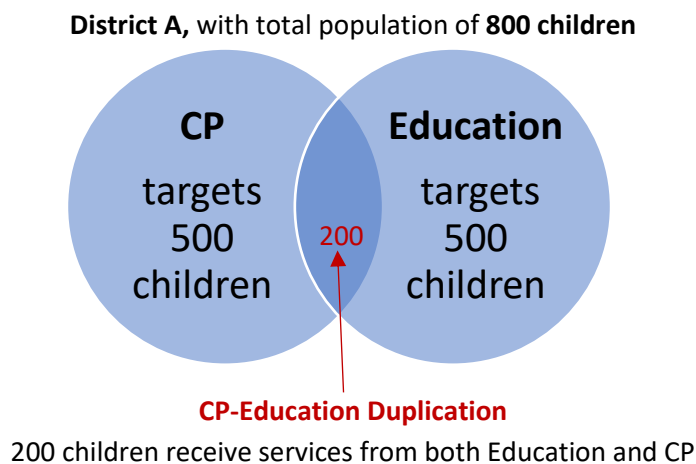 District A, with total population of 800 children
CP
targets
500
children
Education
targets
500
children
200
CP-Education Duplication
200 children receive services from both Education and CP